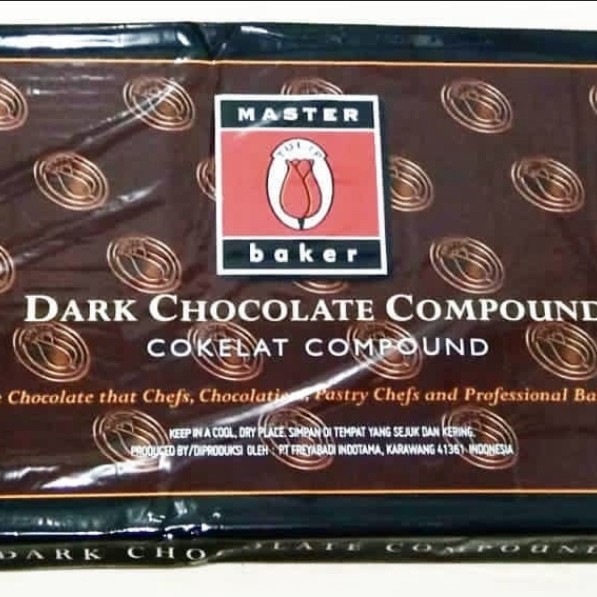 MASTER
TULIP
baker
DARK CHOCOLATE COMPOUND
COKELAT COMPOUND
Chocolate that Chefs, Chocolatiers, Pastry Chefs and Professional Ba
KEEP IN A COOL, DRY PLACE. SIMPAN DI TEMPAT YANG SEJUK DAN KERING.
PRODUCED BY/DIPRODUKSI OLEH : PT FREYABADI INDOTAMA, KARAWANG 41361 INDONESIA
DARK CHOCOLATE COMPOUND